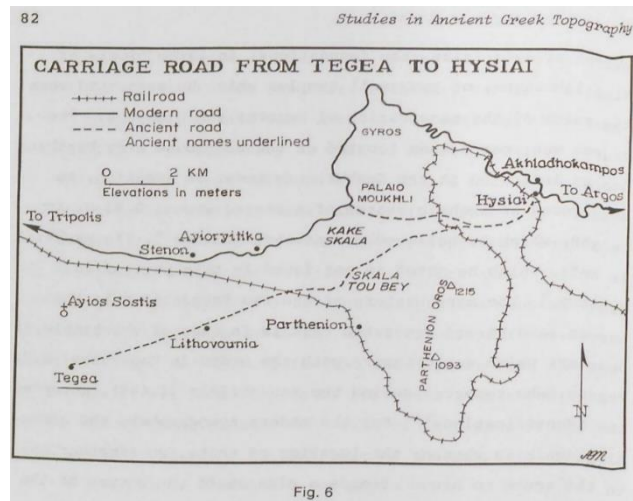 82
Studies in Ancient Greek Topography
CARRIAGE ROAD FROM TEGEA TO HYSIAI
Railroad
Modern road
Ancient road
Ancient names underlined
0 2 KM
Elevations in meters
GYROS
Akhladhokampos
To Argos
PALAIO
MOUKHLI
Hysiai
To Tripolis
KAKE
SKALA
Ayioryitika
Stenon
SKALA
TOU BEY
1215
Ayios Sostis
PARTHENION OROS
Parthenion
Lithovounia
1093
Tegea
N
Fig. 6